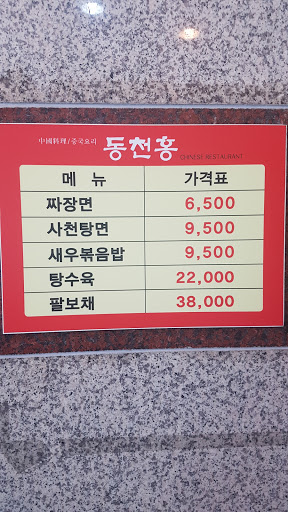 中國料理/중국요리 동천홍 CHINESE RESTAURANT
메 뉴 가격표
짜장면 6,500
사천탕면 9,500
새우볶음밥 9,500
탕수육 22,000
팔보채 38,000